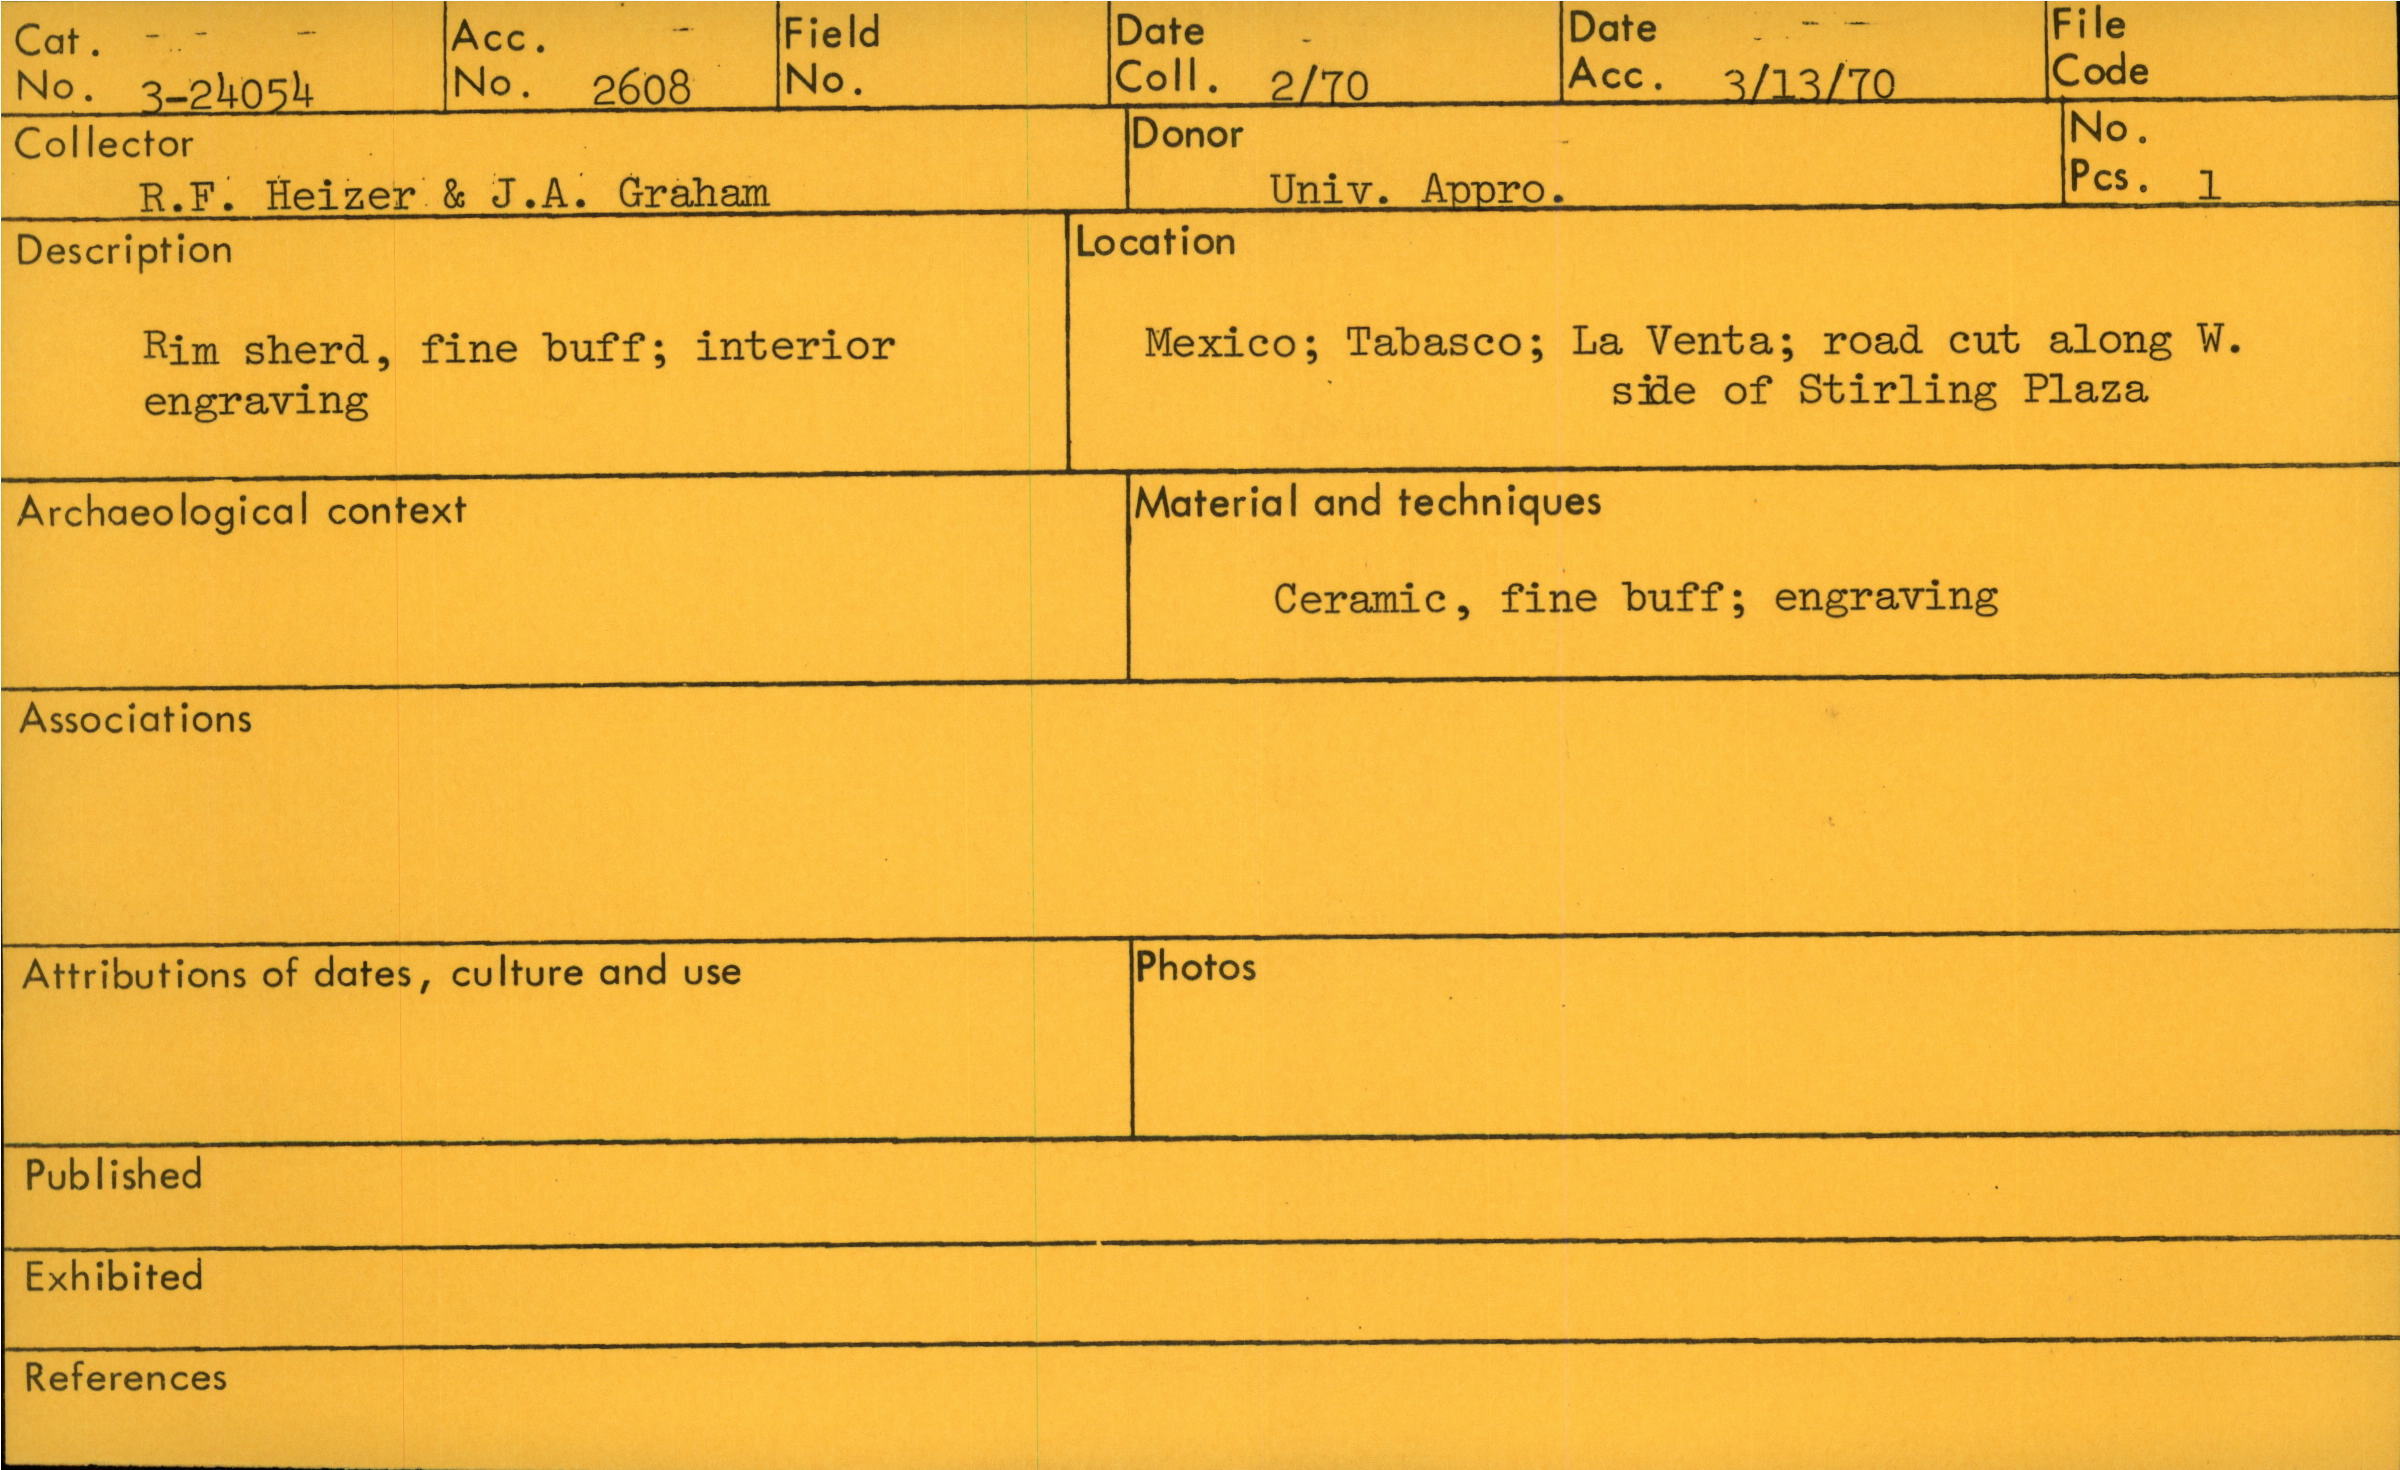 Cat. No. 3-24054
Acc. No. 2608
Field No.
Date Coll. 2/70
Date Acc. 3/13/70
File Code
Collector
R.F. Heizer & J.A. Graham
Donor
Univ. Appro.
No. Pcs. 1
Description
Rim sherd, fine buff; interior
engraving
Location
Mexico; Tabasco; La Venta; road cut along W.
side of Stirling Plaza
Archaeological context
Material and techniques
Ceramic, fine buff; engraving
Associations
Attributions of dates, culture and use
Photos
Published
Exhibited
References